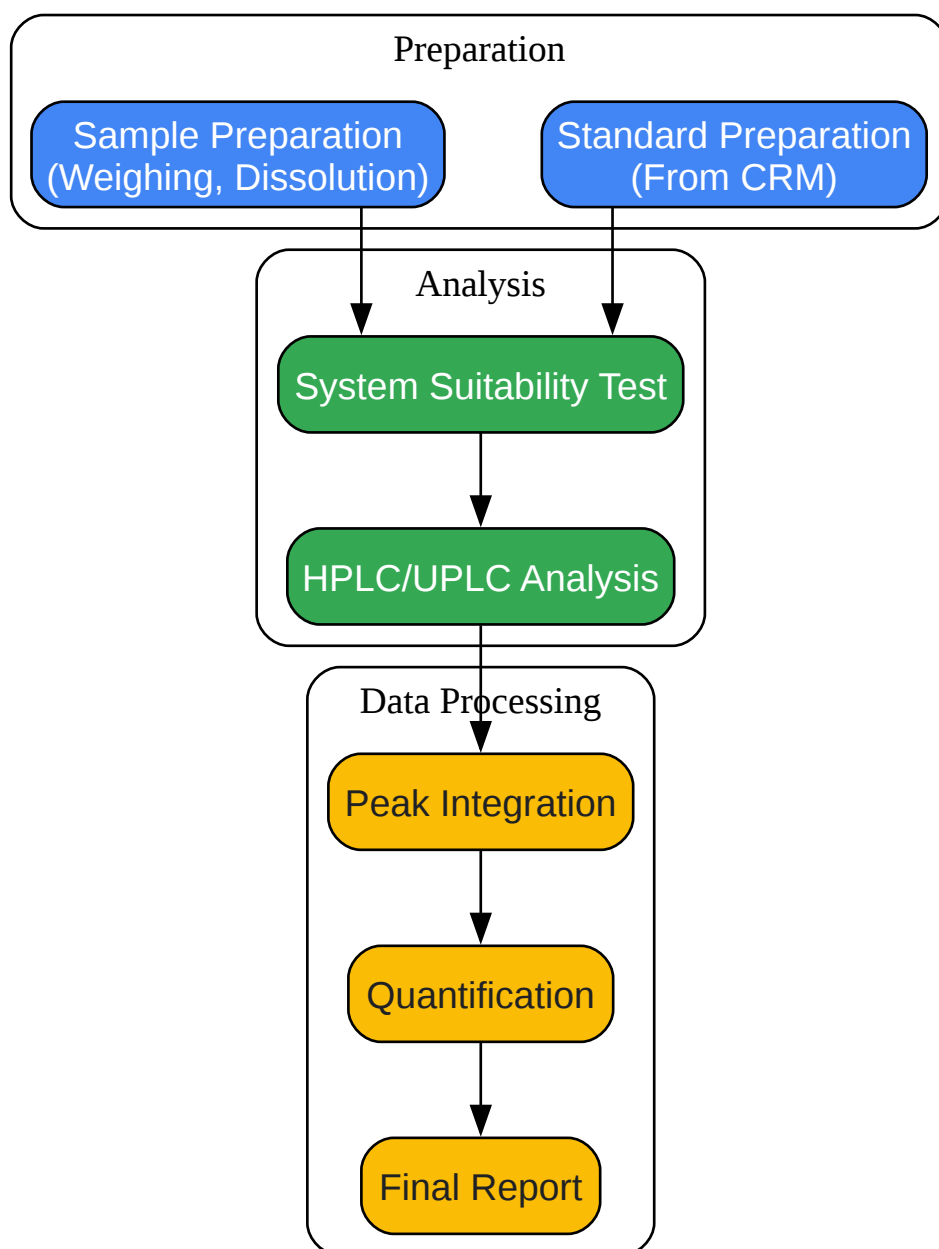 Preparation
Sample Preparation
(Weighing, Dissolution)
Standard Preparation
(From CRM)
Analysis
System Suitability Test
HPLC/UPLC Analysis
Data Processing
Peak Integration
Quantification
Final Report